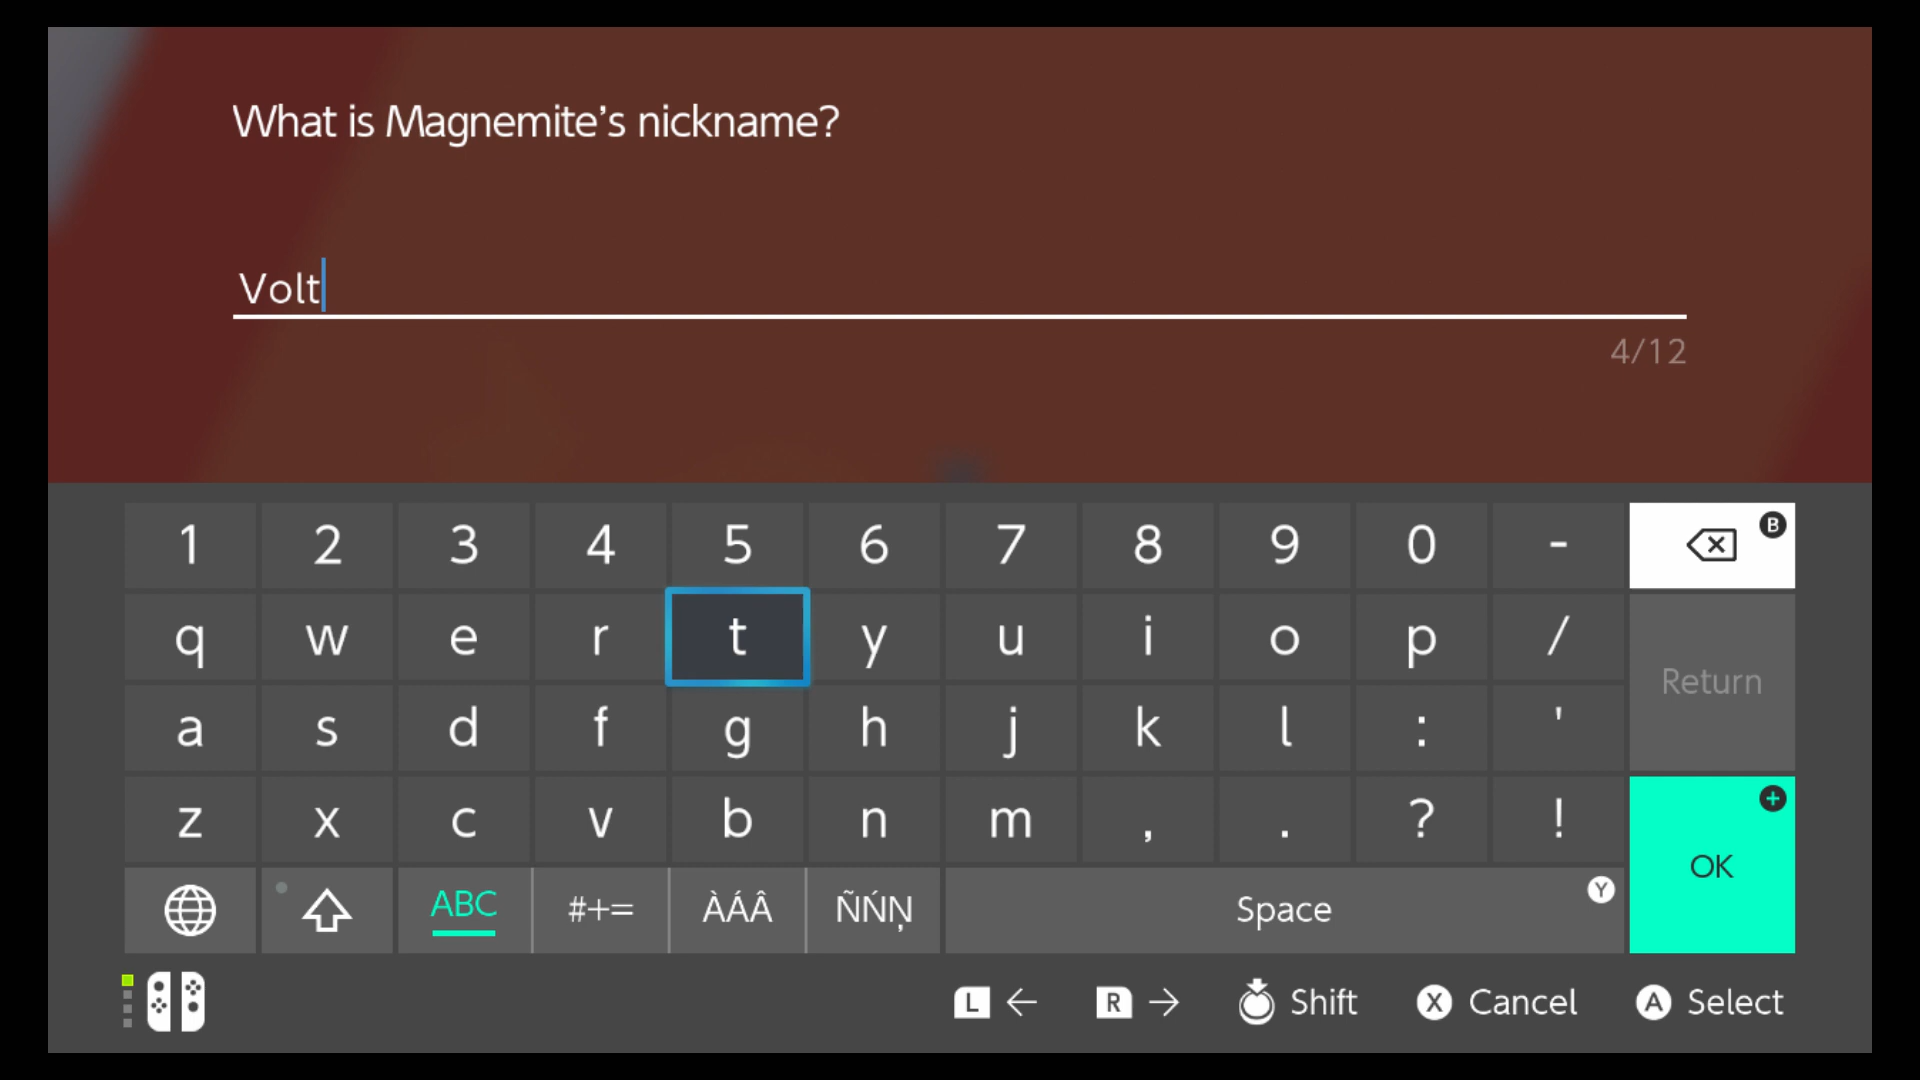 What is Magnemite's nickname?
Volt
4/12
1 2 3 4 5 6 7 8 9 0 - B
q w e r t y u i o p /
Return
a s d f g h j k l : '
z x c v b n m , . ? ! +
OK
ABC #+= ÀÁÂ ÑŃŅ Space Y
L ← R → Shift X Cancel A Select